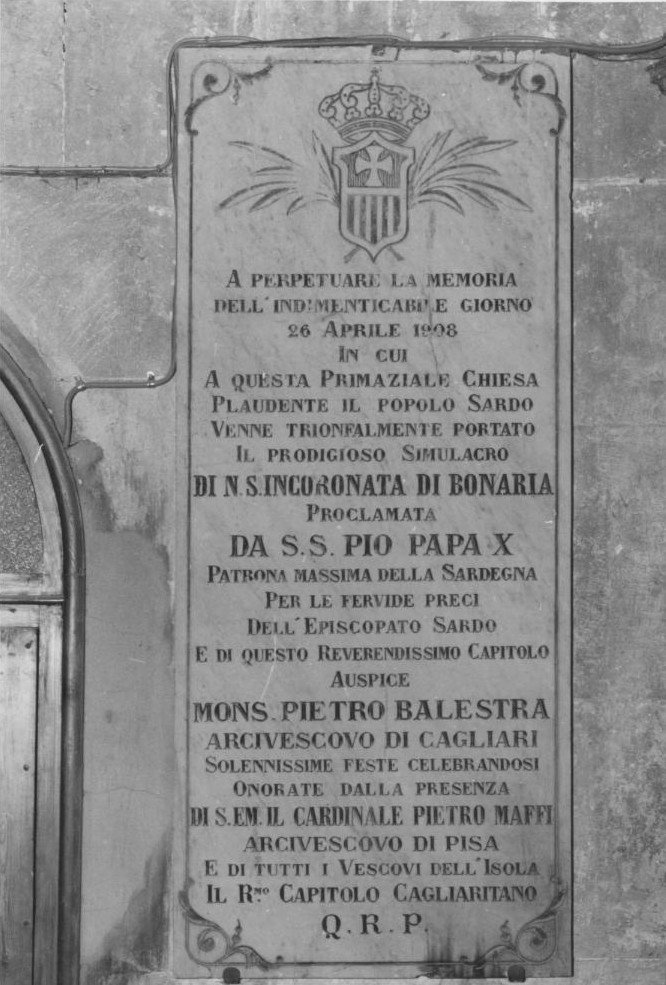 A PERPETUARE LA MEMORIA
DELL'INDIMENTICABILE GIORNO
26 APRILE 1908
IN CUI
A QUESTA PRIMAZIALE CHIESA
PLAUDENTE IL POPOLO SARDO
VENNE TRIONFALMENTE PORTATO
IL PRODIGIOSO SIMULACRO
DI N.S. INCORONATA DI BONARIA
PROCLAMATA
DA S.S. PIO PAPA X
PATRONA MASSIMA DELLA SARDEGNA
PER LE FERVIDE PRECI
DELL'EPISCOPATO SARDO
E DI QUESTO REVERENDISSIMO CAPITOLO
AUSPICE
MONS. PIETRO BALESTRA
ARCIVESCOVO DI CAGLIARI
SOLENNISSIME FESTE CELEBRANDOSI
ONORATE DALLA PRESENZA
DI S.EM. IL CARDINALE PIETRO MAFFI
ARCIVESCOVO DI PISA
E DI TUTTI I VESCOVI DELL'ISOLA
IL R.MO CAPITOLO CAGLIARITANO
Q.R.P.